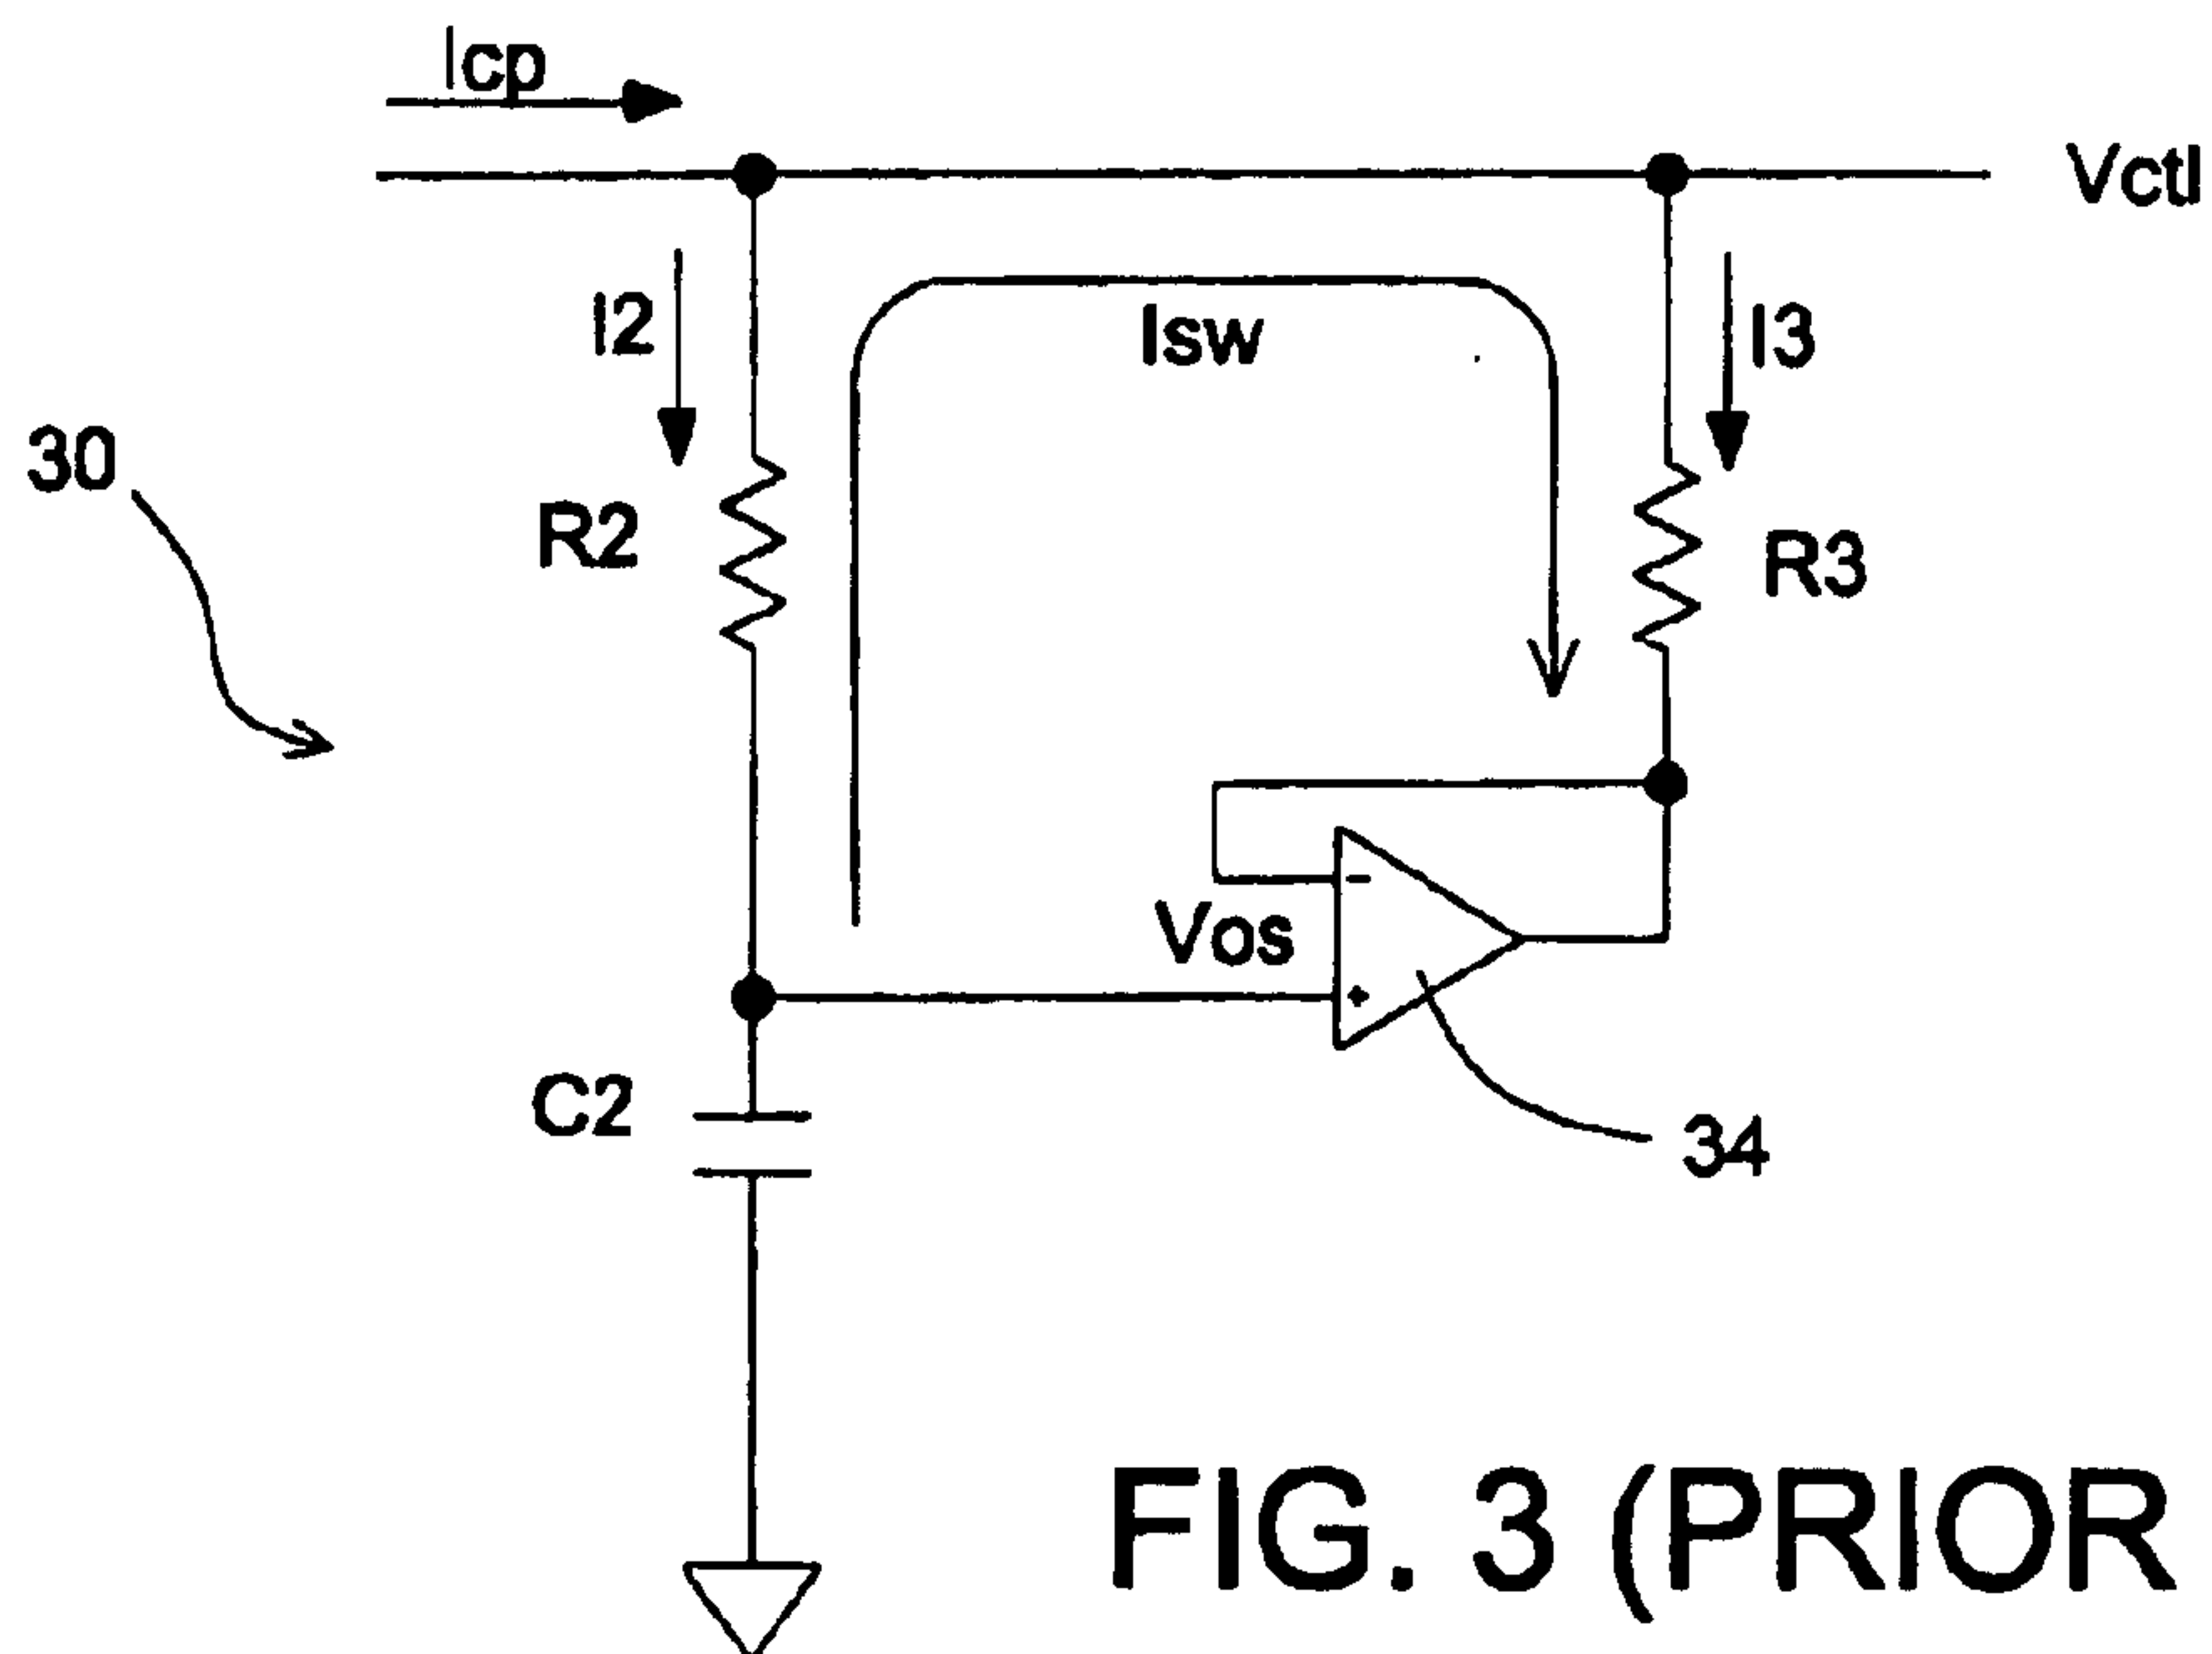 Icp
Vctl
I2
Isw
I3
30
R2
R3
Vos
-
+
C2
34
FIG. 3 (PRIOR